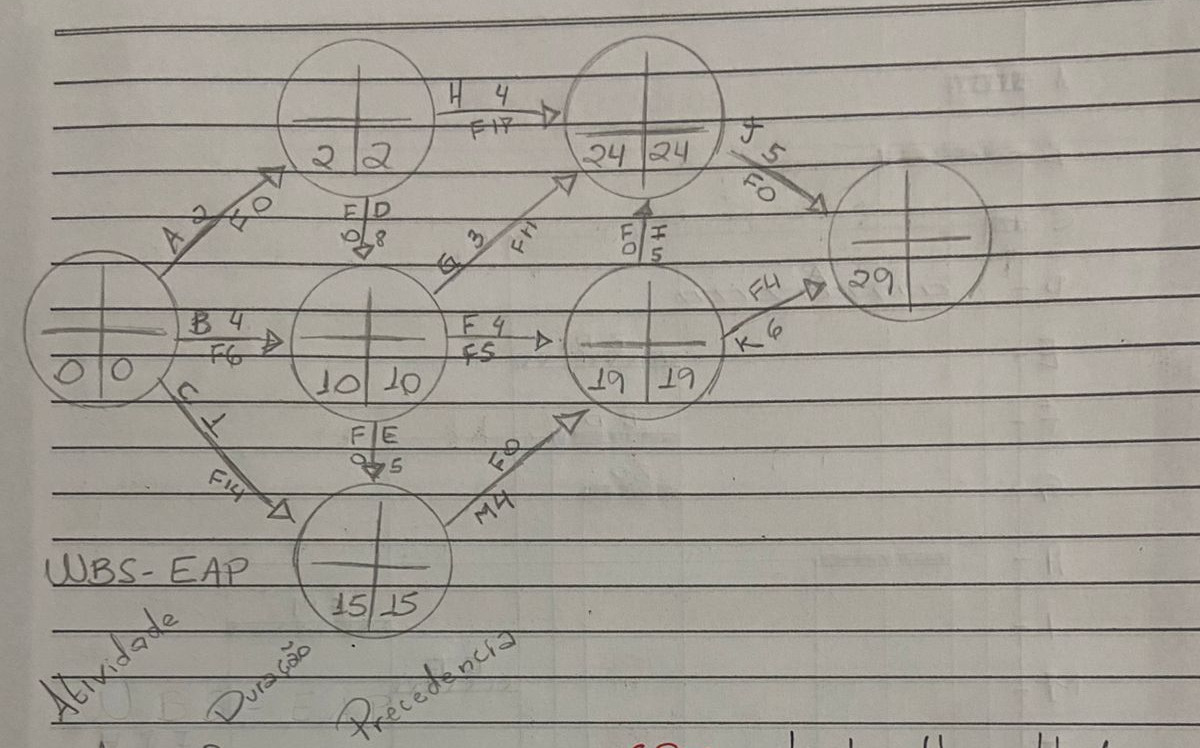 H 4
F17
2 2
24 24
J 5
F0
A 2
F0
F D
0 8
G 3
F11
F I
0 5
29
B 4
F6
F 4
F5
F4
K 6
0 0
10 10
19 19
C 1
F14
F E
0 5
F0
M4
WBS-EAP
15 15
Atividade
Duração
Precedencia